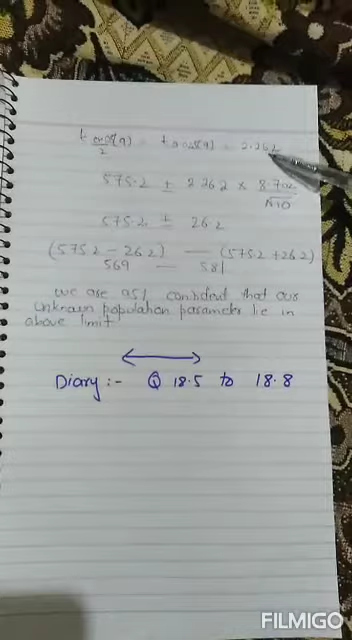 575.2 ± 2.262 × 8.702/√10
575.2 ± 26.2
(575.2 - 26.2) — (575.2 + 26.2)
569 — 581
we are 95% confident that our
unknown population parameter lie in
above limit
Diary :- Q 18.5 to 18.8
FILMIGO